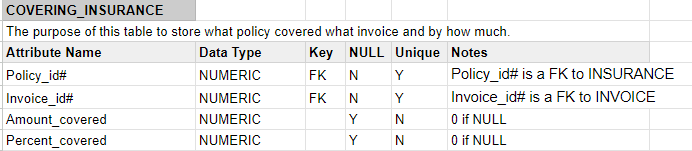 COVERING_INSURANCE
The purpose of this table to store what policy covered what invoice and by how much.
Attribute Name Data Type Key NULL Unique Notes
Policy_id# NUMERIC FK N Y Policy_id# is a FK to INSURANCE
Invoice_id# NUMERIC FK N Y Invoice_id# is a FK to INVOICE
Amount_covered NUMERIC Y N 0 if NULL
Percent_covered NUMERIC Y N 0 if NULL